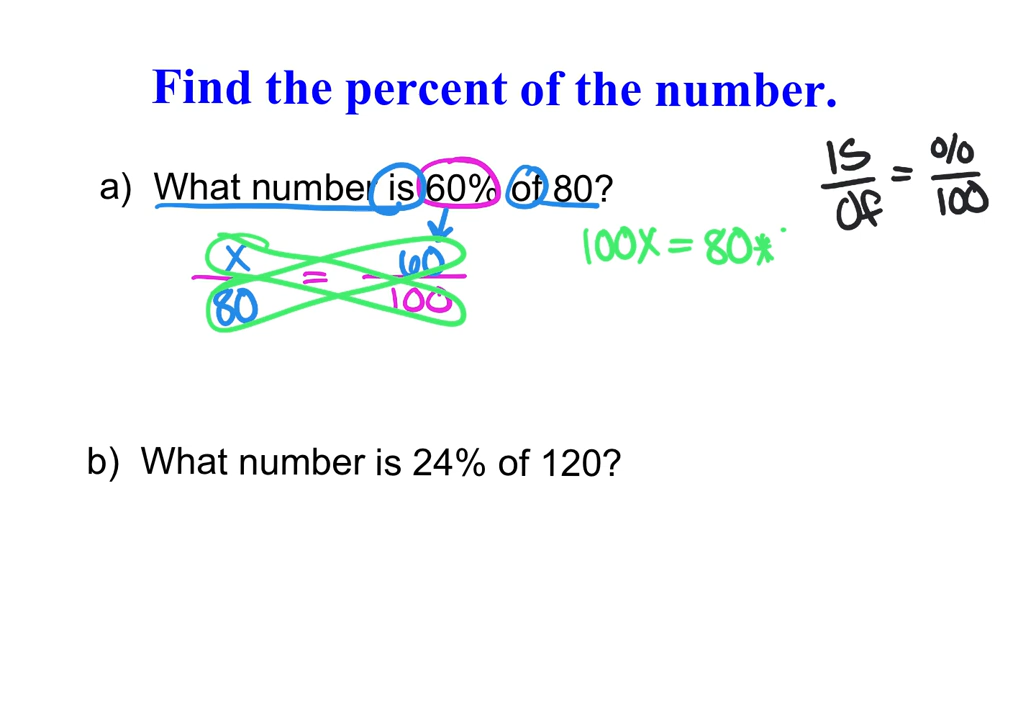 Find the percent of the number.
a) What number is 60% of 80?
IS/OF = %/100
x/80 = 60/100
100x = 80*
b) What number is 24% of 120?